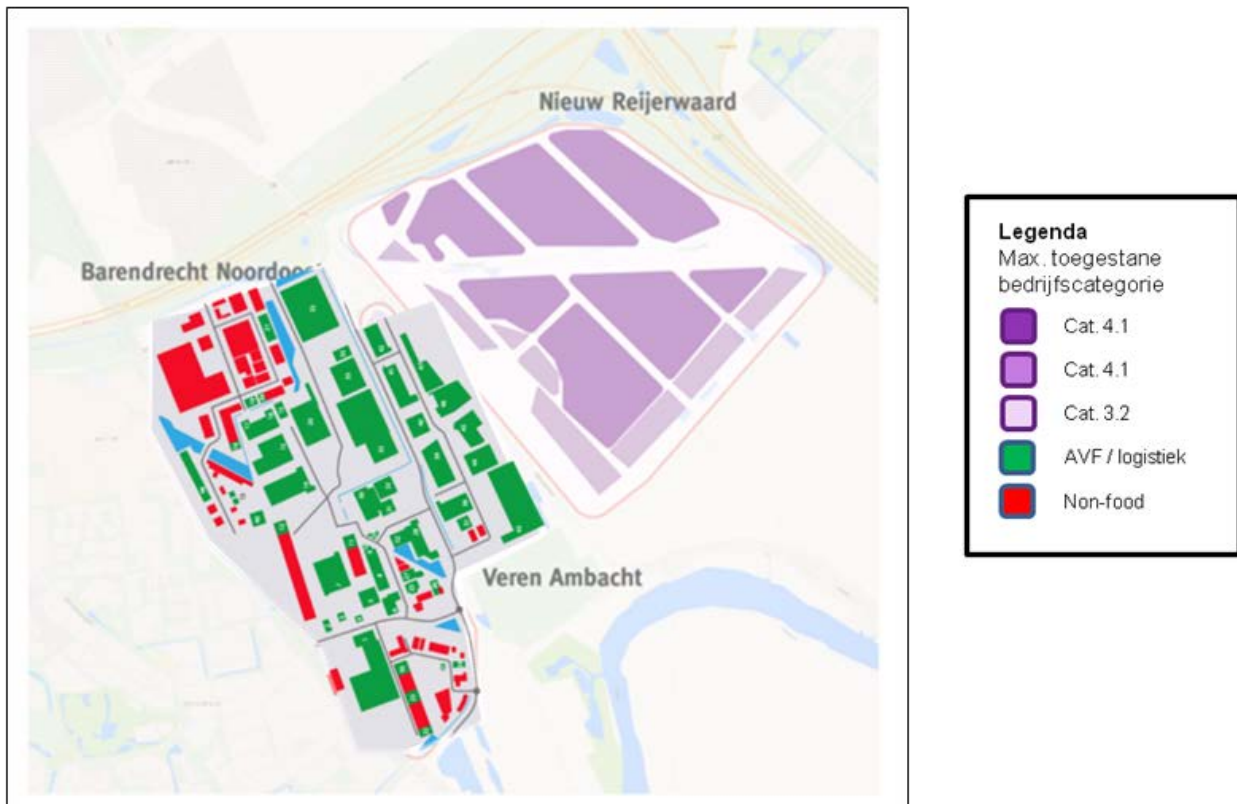 Nieuw Reijerwaard
Barendrecht Noordoo
Veren Ambacht
Legenda
Max. toegestane
bedrijfscategorie
Cat. 4.1
Cat. 4.1
Cat. 3.2
AVF / logistiek
Non-food